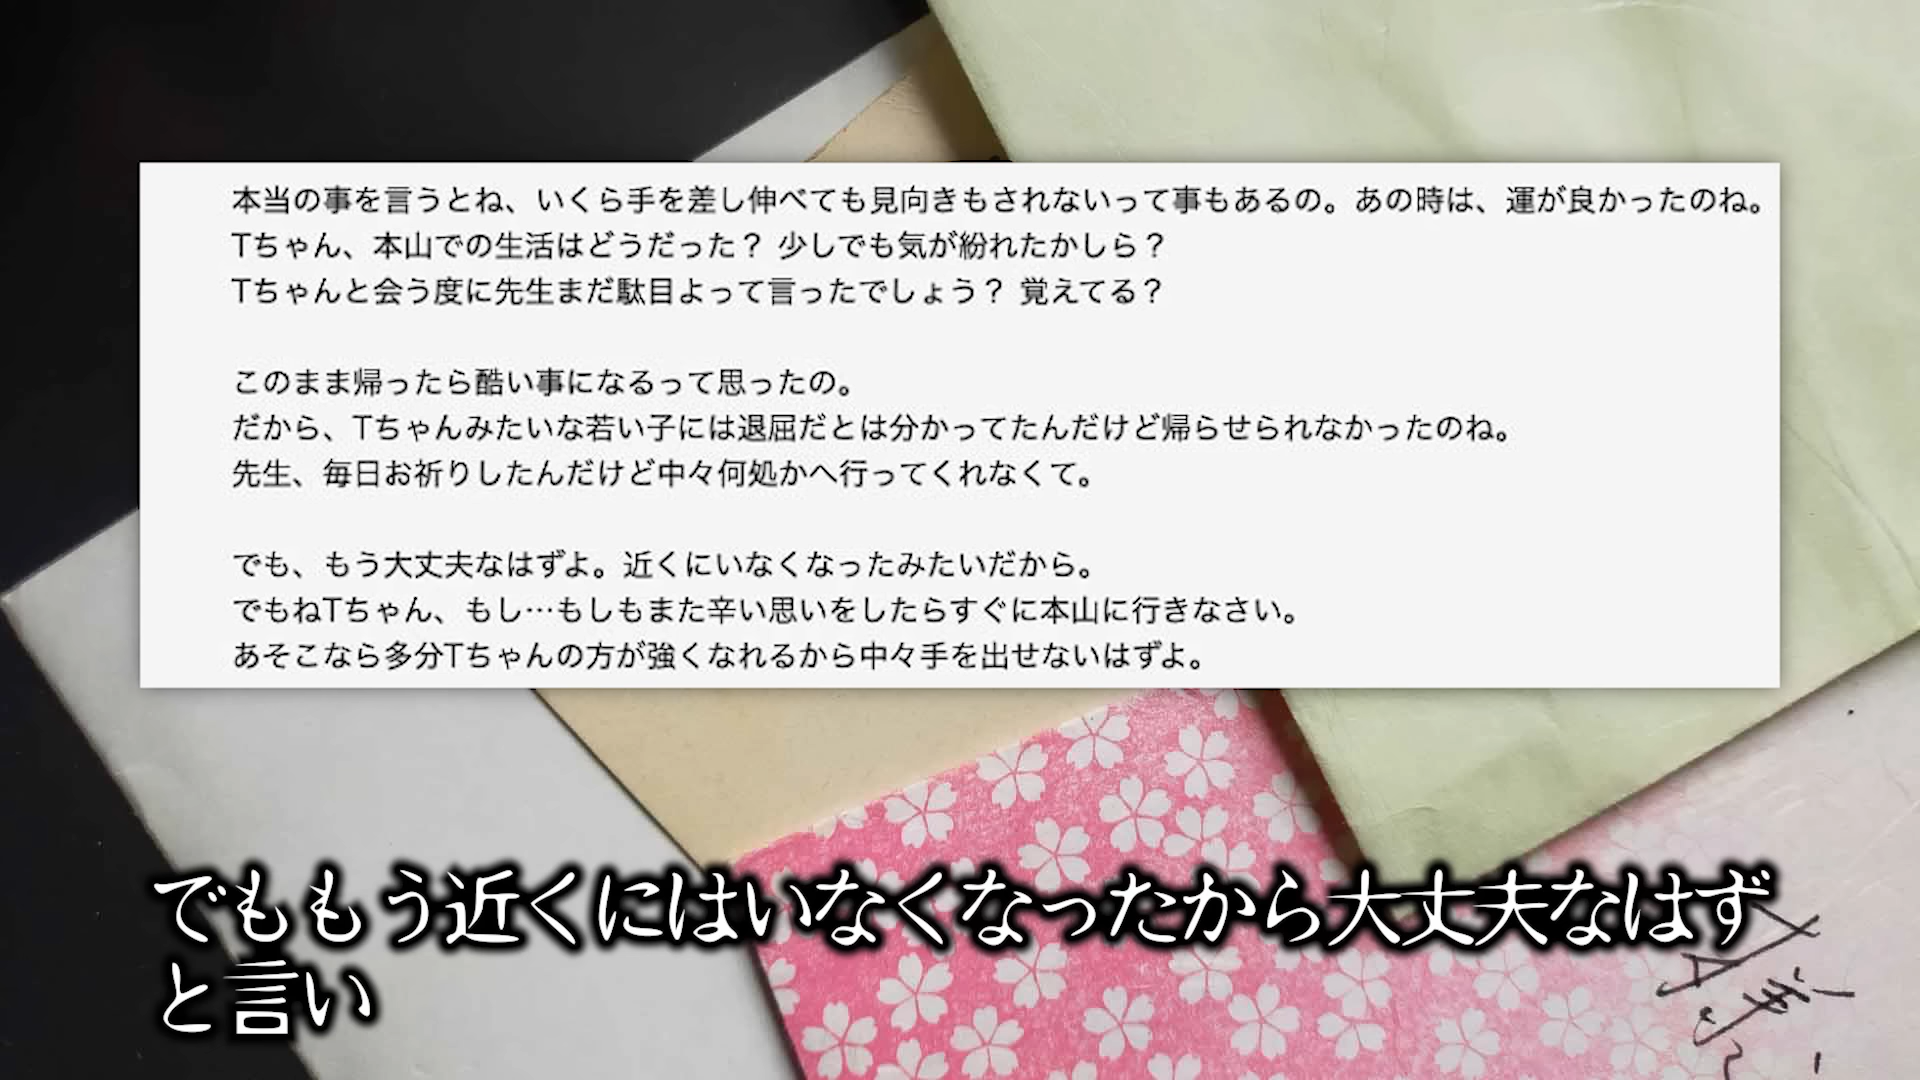 本当の事を言うとね、いくら手を差し伸べても見向きもされないって事もあるの。あの時は、運が良かったのね。
Tちゃん、本山での生活はどうだった？ 少しでも気が紛れたかしら？
Tちゃんと会う度に先生まだ駄目よって言ったでしょう？ 覚えてる？
このまま帰ったら酷い事になるって思ったの。
だから、Tちゃんみたいな若い子には退屈だとは分かってたんだけど帰らせられなかったのね。
先生、毎日お祈りしたんだけど中々何処かへ行ってくれなくて。
でも、もう大丈夫なはずよ。近くにいなくなったみたいだから。
でもねTちゃん、もし…もしもまた辛い思いをしたらすぐに本山に行きなさい。
あそこなら多分Tちゃんの方が強くなれるから中々手を出せないはずよ。
でももう近くにはいなくなったから大丈夫なはず
と言い